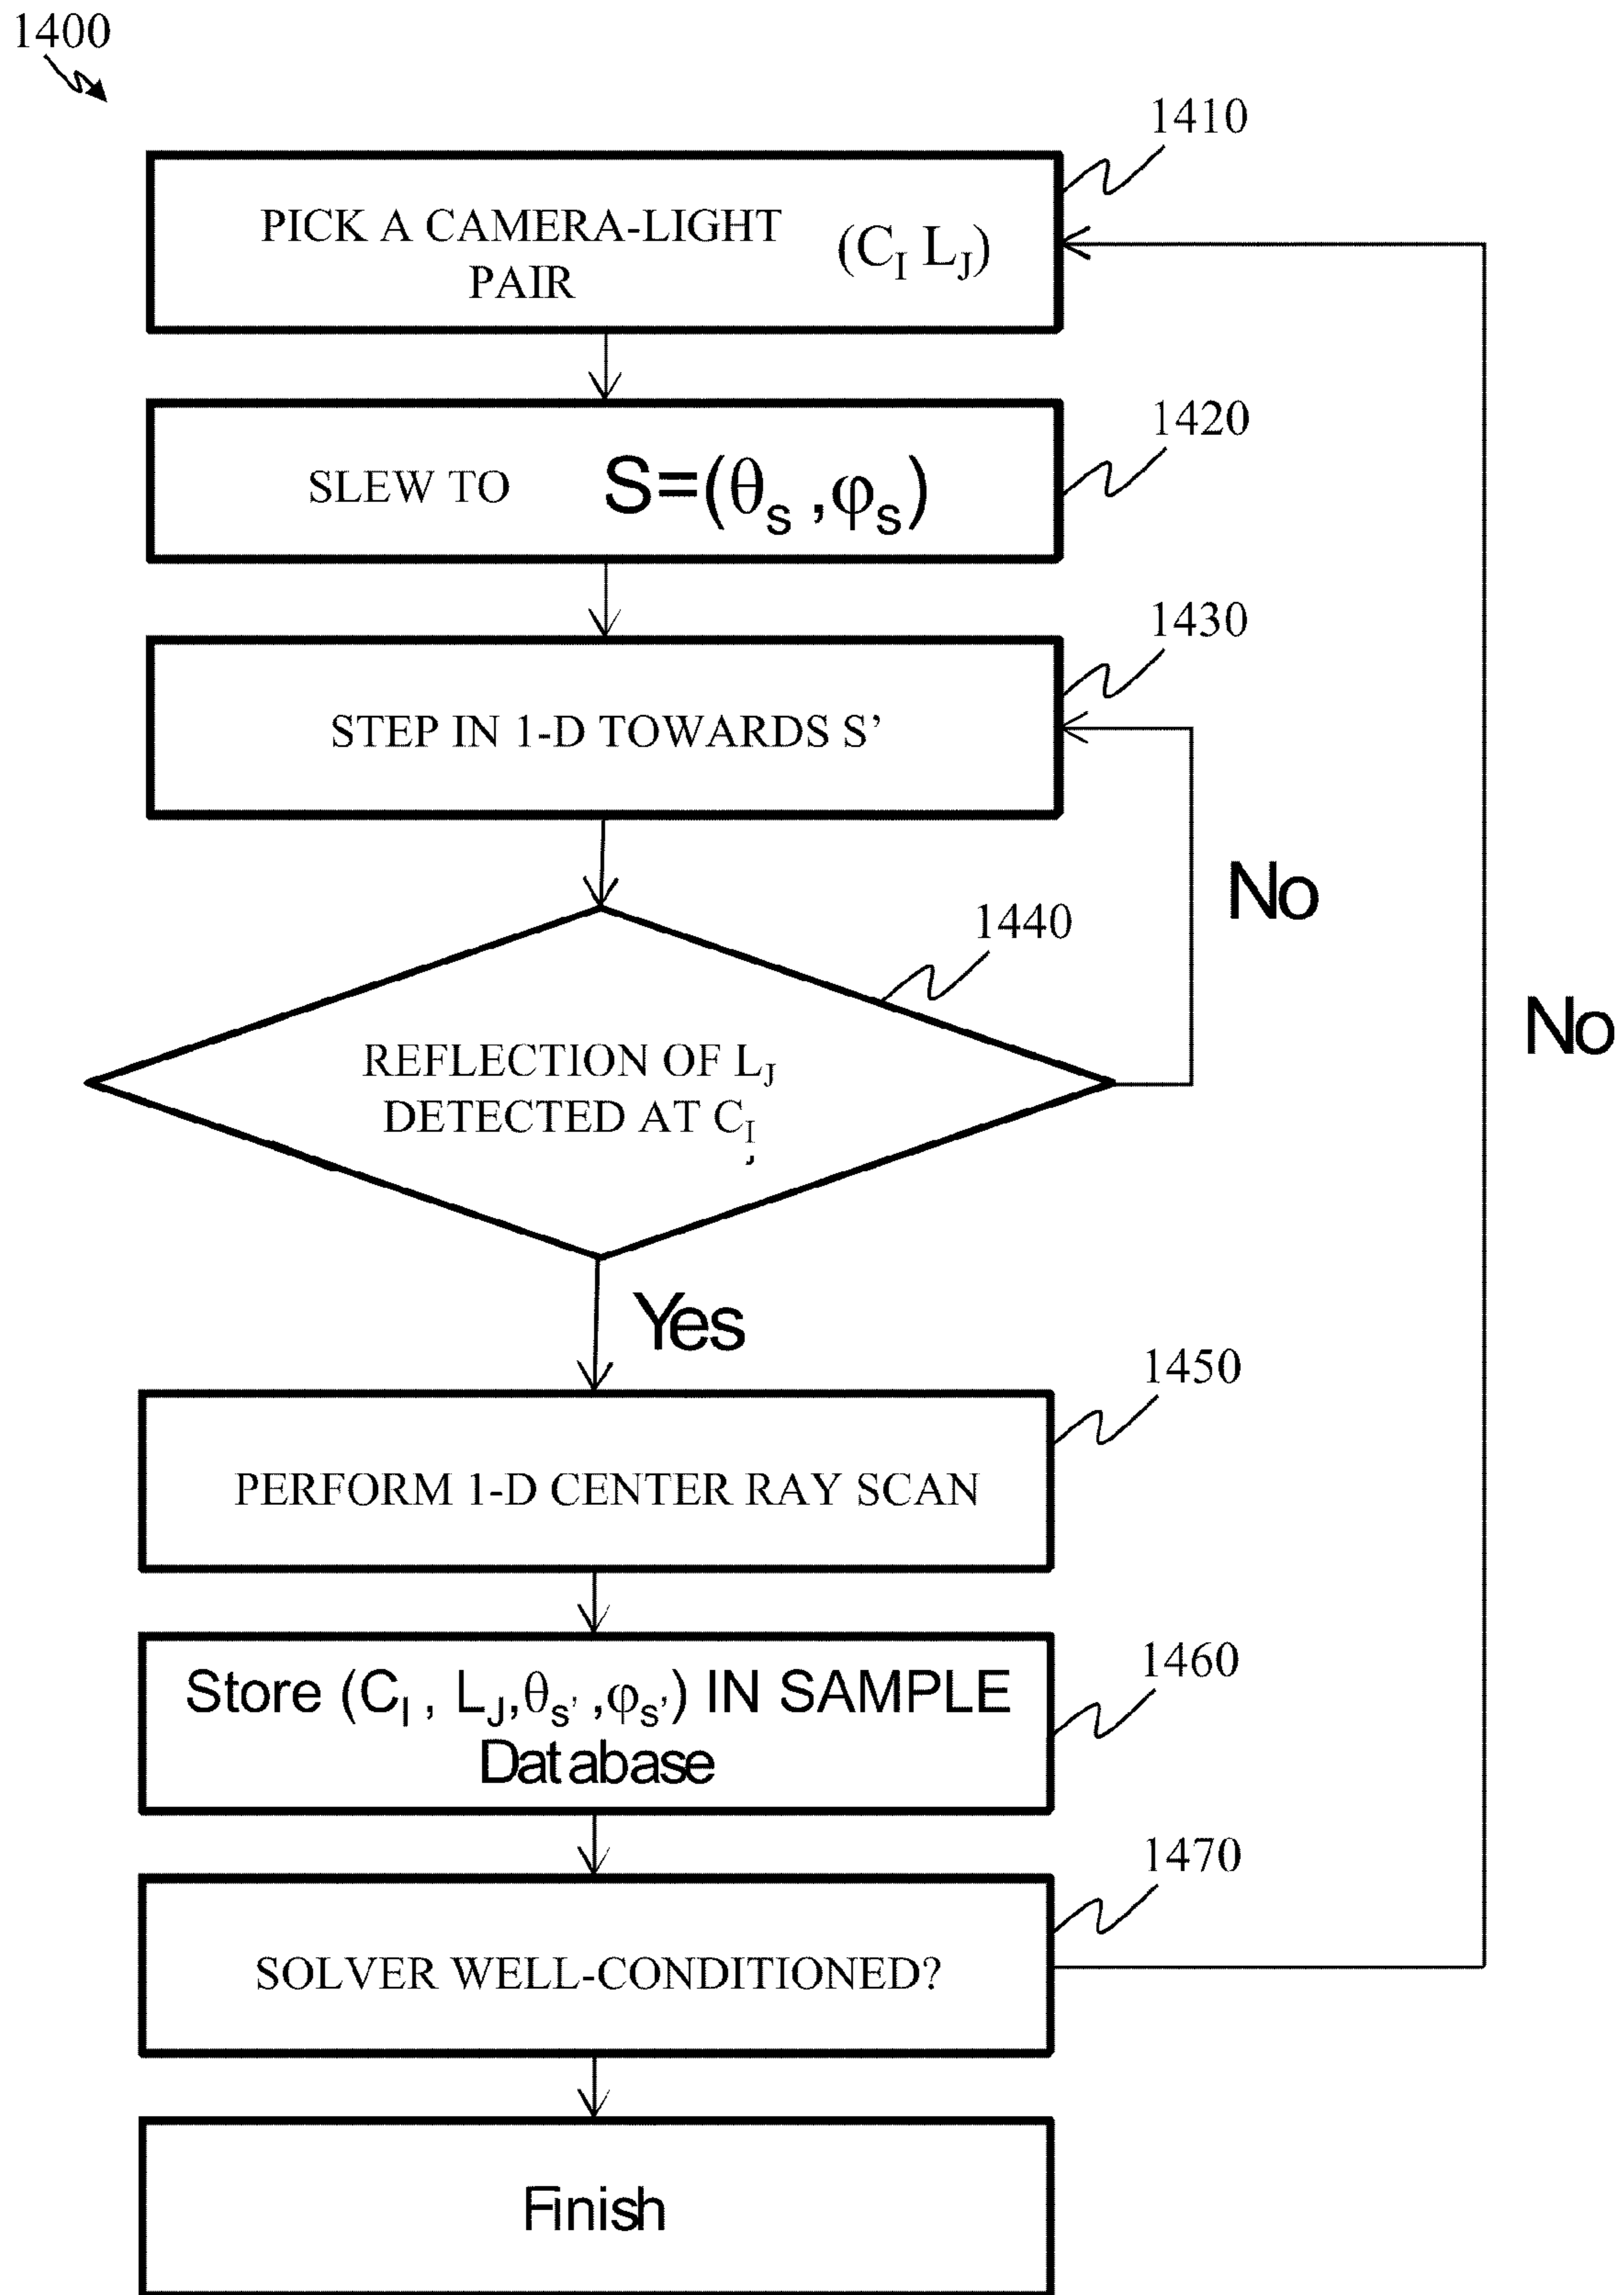 1400
1410
PICK A CAMERA-LIGHT
PAIR
(C_I L_J)
1420
SLEW TO S=(θ_s ,φ_s)
1430
STEP IN 1-D TOWARDS S’
No
1440
No
REFLECTION OF L_J
DETECTED AT C_I
J
Yes
1450
PERFORM 1-D CENTER RAY SCAN
1460
Store (C_I , L_J,θ_s' ,φ_s') IN SAMPLE
Database
1470
SOLVER WELL-CONDITIONED?
Finish